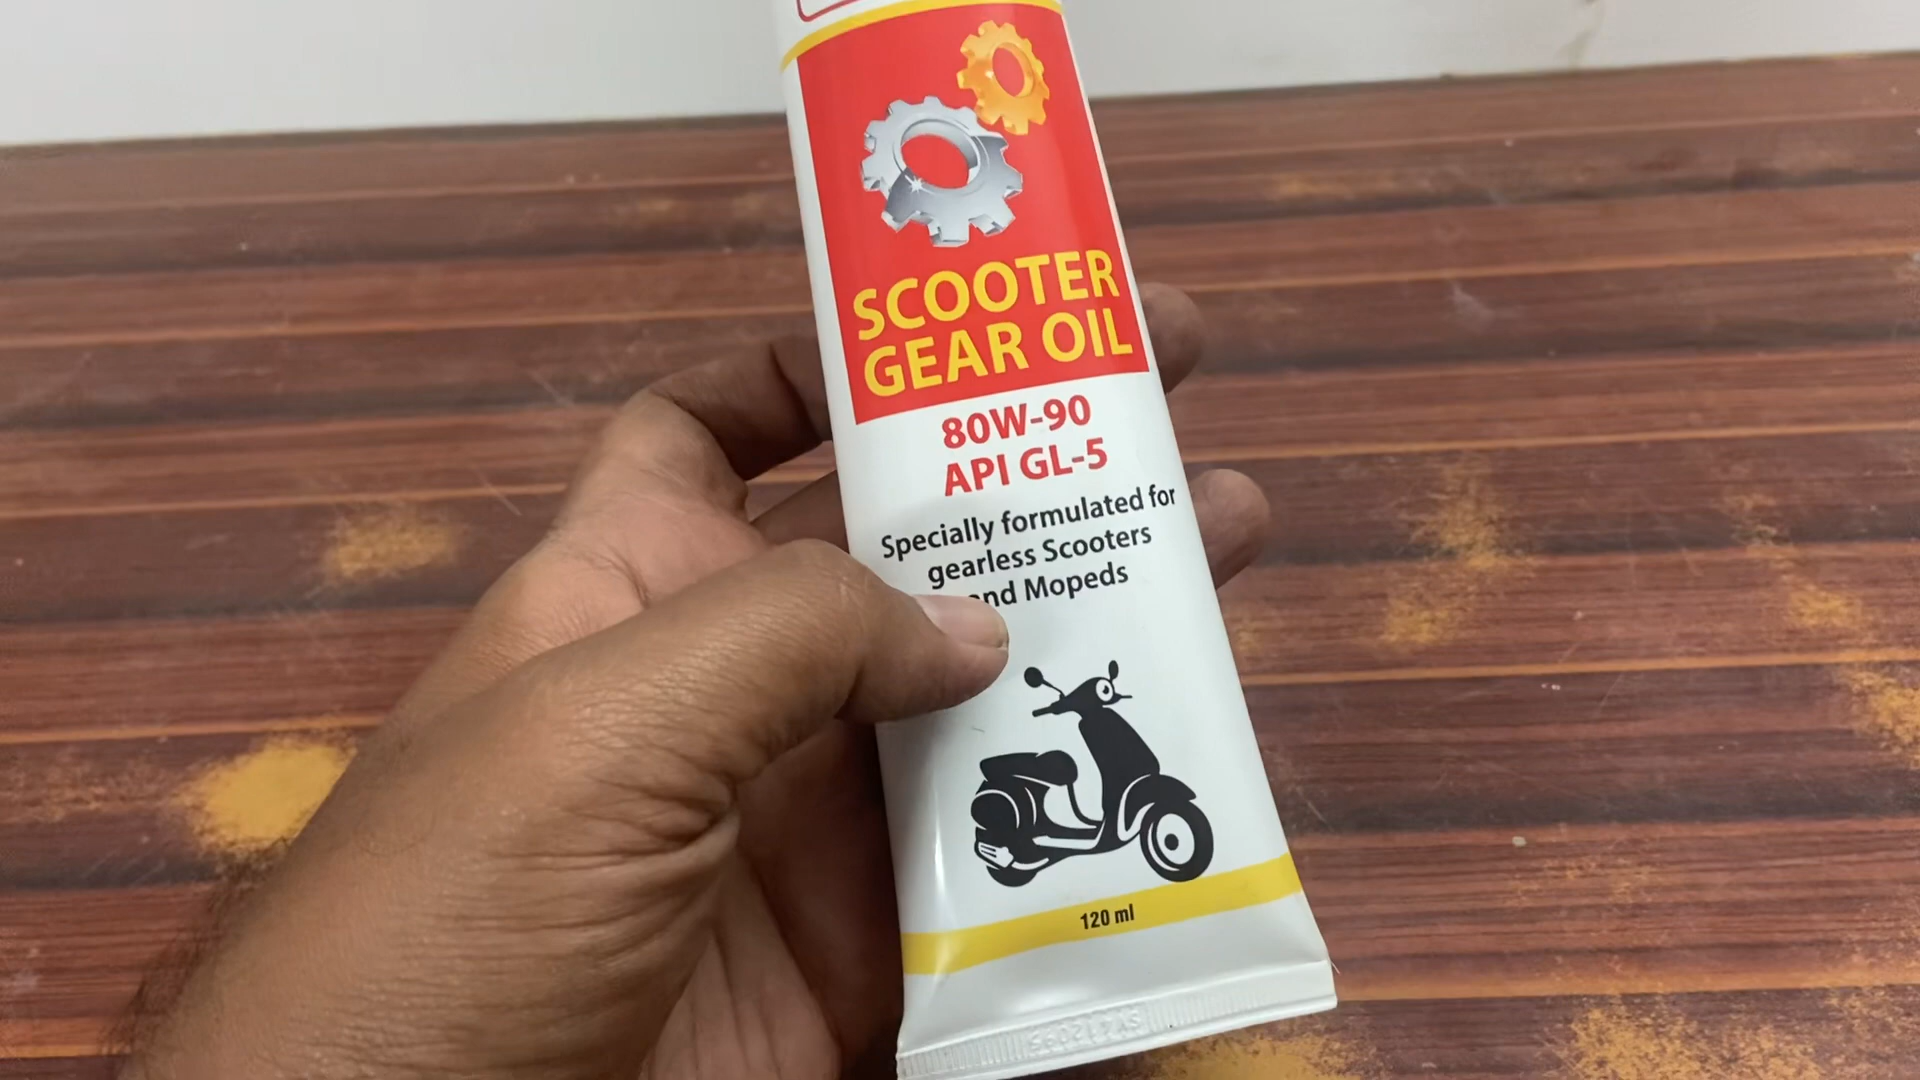 SCOOTER
GEAR OIL
80W-90
API GL-5
Specially formulated for
gearless Scooters
and Mopeds
120 ml